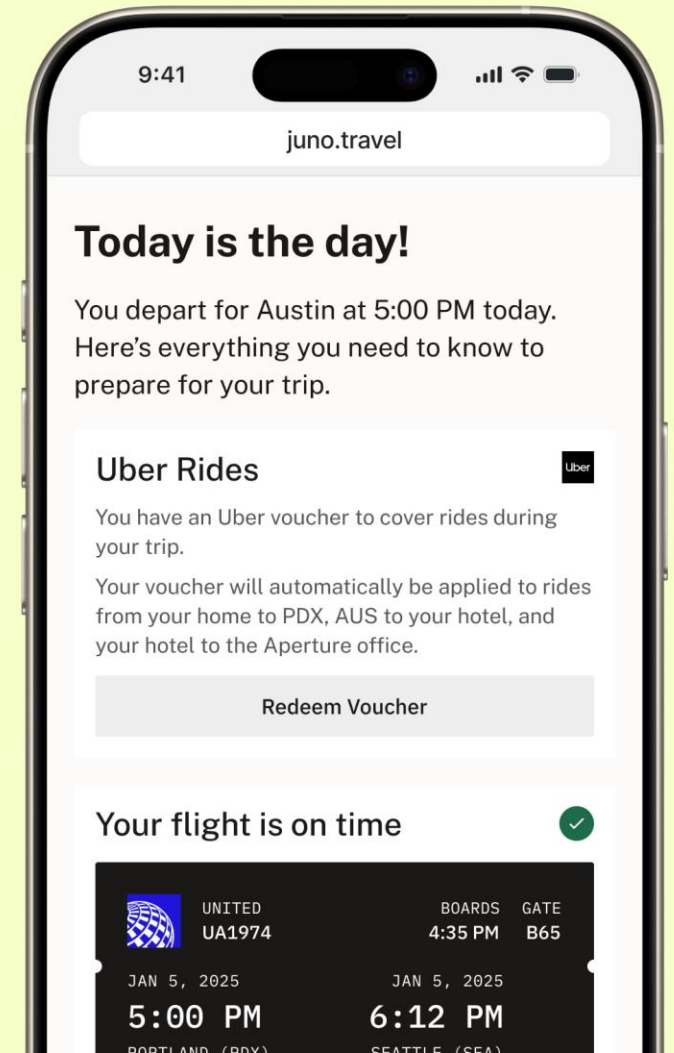 9:41
juno.travel
Today is the day!
You depart for Austin at 5:00 PM today.
Here’s everything you need to know to
prepare for your trip.
Uber Rides
Uber
You have an Uber voucher to cover rides during
your trip.
Your voucher will automatically be applied to rides
from your home to PDX, AUS to your hotel, and
your hotel to the Aperture office.
Redeem Voucher
Your flight is on time
UNITED BOARDS GATE
UA1974 4:35 PM B65
JAN 5, 2025 JAN 5, 2025
5:00 PM 6:12 PM
PORTLAND (PDX) SEATTLE (SEA)